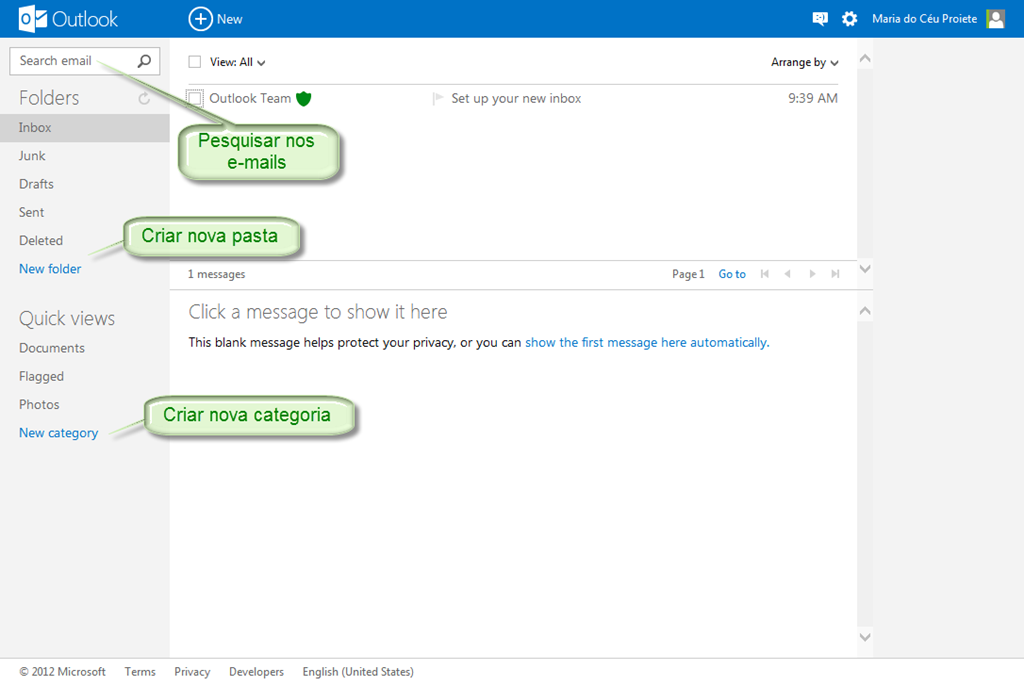 Outlook
New
Maria do Céu Proiete
Search email
View: All
Arrange by
Folders
Outlook Team
Set up your new inbox
9:39 AM
Inbox
Pesquisar nos
e-mails
Junk
Drafts
Sent
Deleted
Criar nova pasta
New folder
1 messages
Page 1
Go to
Quick views
Click a message to show it here
This blank message helps protect your privacy, or you can show the first message here automatically.
Documents
Flagged
Photos
Criar nova categoria
New category
© 2012 Microsoft
Terms
Privacy
Developers
English (United States)